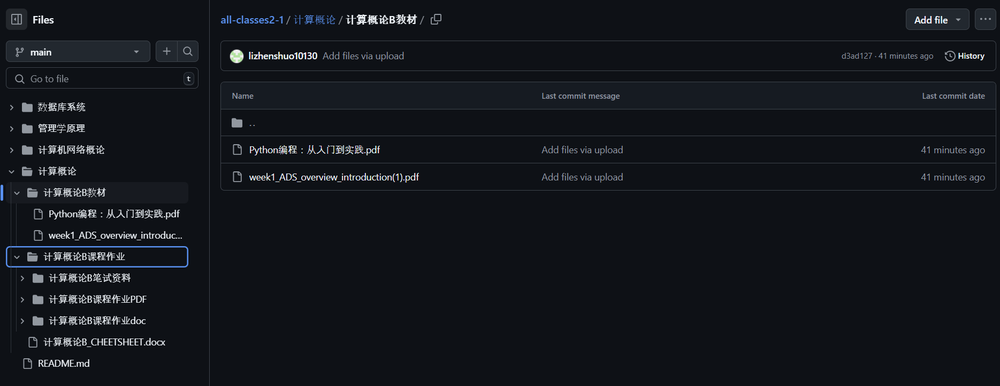 Files
main
Go to file
t
数据库系统
管理学原理
计算机网络概论
计算概论
计算概论B教材
Python编程：从入门到实践.pdf
week1_ADS_overview_introduc...
计算概论B课程作业
计算概论B笔试资料
计算概论B课程作业PDF
计算概论B课程作业doc
计算概论B_CHEETSHEET.docx
README.md
all-classes2-1 / 计算概论 / 计算概论B教材 /
Add file
lizhenshuo10130 Add files via upload
d3ad127 · 41 minutes ago History
Name Last commit message Last commit date
..
Python编程：从入门到实践.pdf Add files via upload 41 minutes ago
week1_ADS_overview_introduction(1).pdf Add files via upload 41 minutes ago